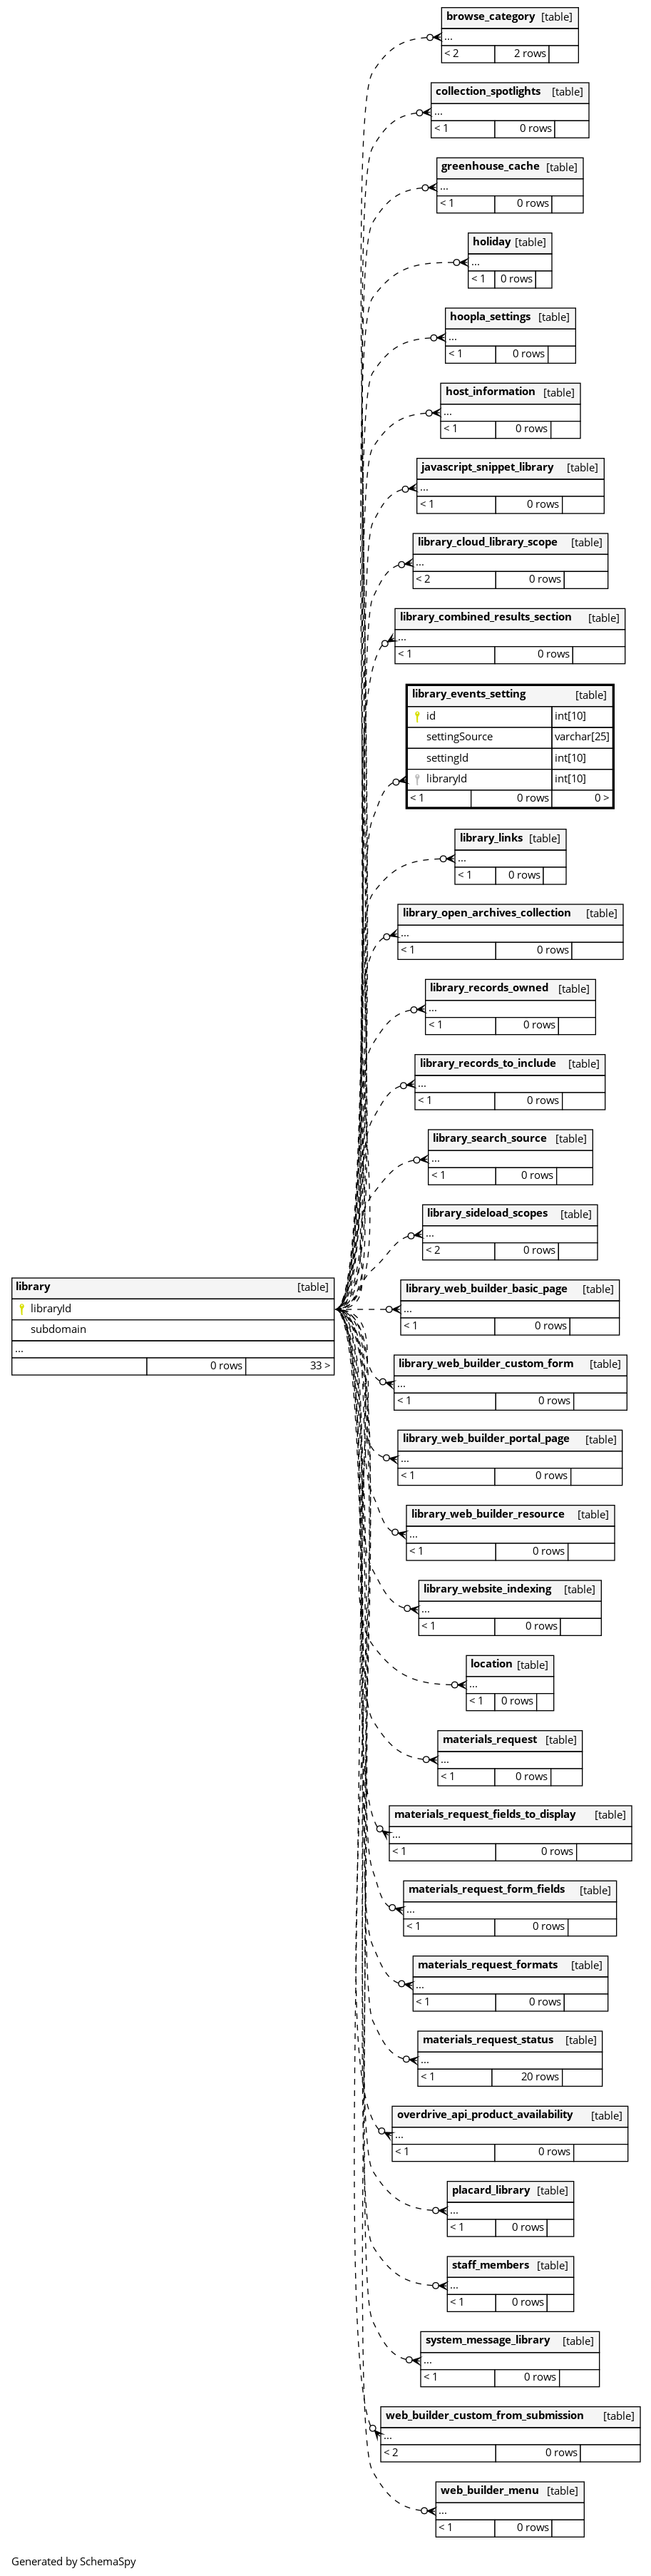 browse_category [table]
...
< 2 2 rows
collection_spotlights [table]
...
< 1 0 rows
greenhouse_cache [table]
...
< 1 0 rows
holiday [table]
...
< 1 0 rows
hoopla_settings [table]
...
< 1 0 rows
host_information [table]
...
< 1 0 rows
javascript_snippet_library [table]
...
< 1 0 rows
library_cloud_library_scope [table]
...
< 2 0 rows
library_combined_results_section [table]
...
< 1 0 rows
library_events_setting [table]
id int[10]
settingSource varchar[25]
settingId int[10]
libraryId int[10]
< 1 0 rows 0 >
library_links [table]
...
< 1 0 rows
library_open_archives_collection [table]
...
< 1 0 rows
library_records_owned [table]
...
< 1 0 rows
library_records_to_include [table]
...
< 1 0 rows
library_search_source [table]
...
< 1 0 rows
library_sideload_scopes [table]
...
< 2 0 rows
library [table]
libraryId
subdomain
...
0 rows 33 >
library_web_builder_basic_page [table]
...
< 1 0 rows
library_web_builder_custom_form [table]
...
< 1 0 rows
library_web_builder_portal_page [table]
...
< 1 0 rows
library_web_builder_resource [table]
...
< 1 0 rows
library_website_indexing [table]
...
< 1 0 rows
location [table]
...
< 1 0 rows
materials_request [table]
...
< 1 0 rows
materials_request_fields_to_display [table]
...
< 1 0 rows
materials_request_form_fields [table]
...
< 1 0 rows
materials_request_formats [table]
...
< 1 0 rows
materials_request_status [table]
...
< 1 20 rows
overdrive_api_product_availability [table]
...
< 1 0 rows
placard_library [table]
...
< 1 0 rows
staff_members [table]
...
< 1 0 rows
system_message_library [table]
...
< 1 0 rows
web_builder_custom_from_submission [table]
...
< 2 0 rows
web_builder_menu [table]
...
< 1 0 rows
Generated by SchemaSpy